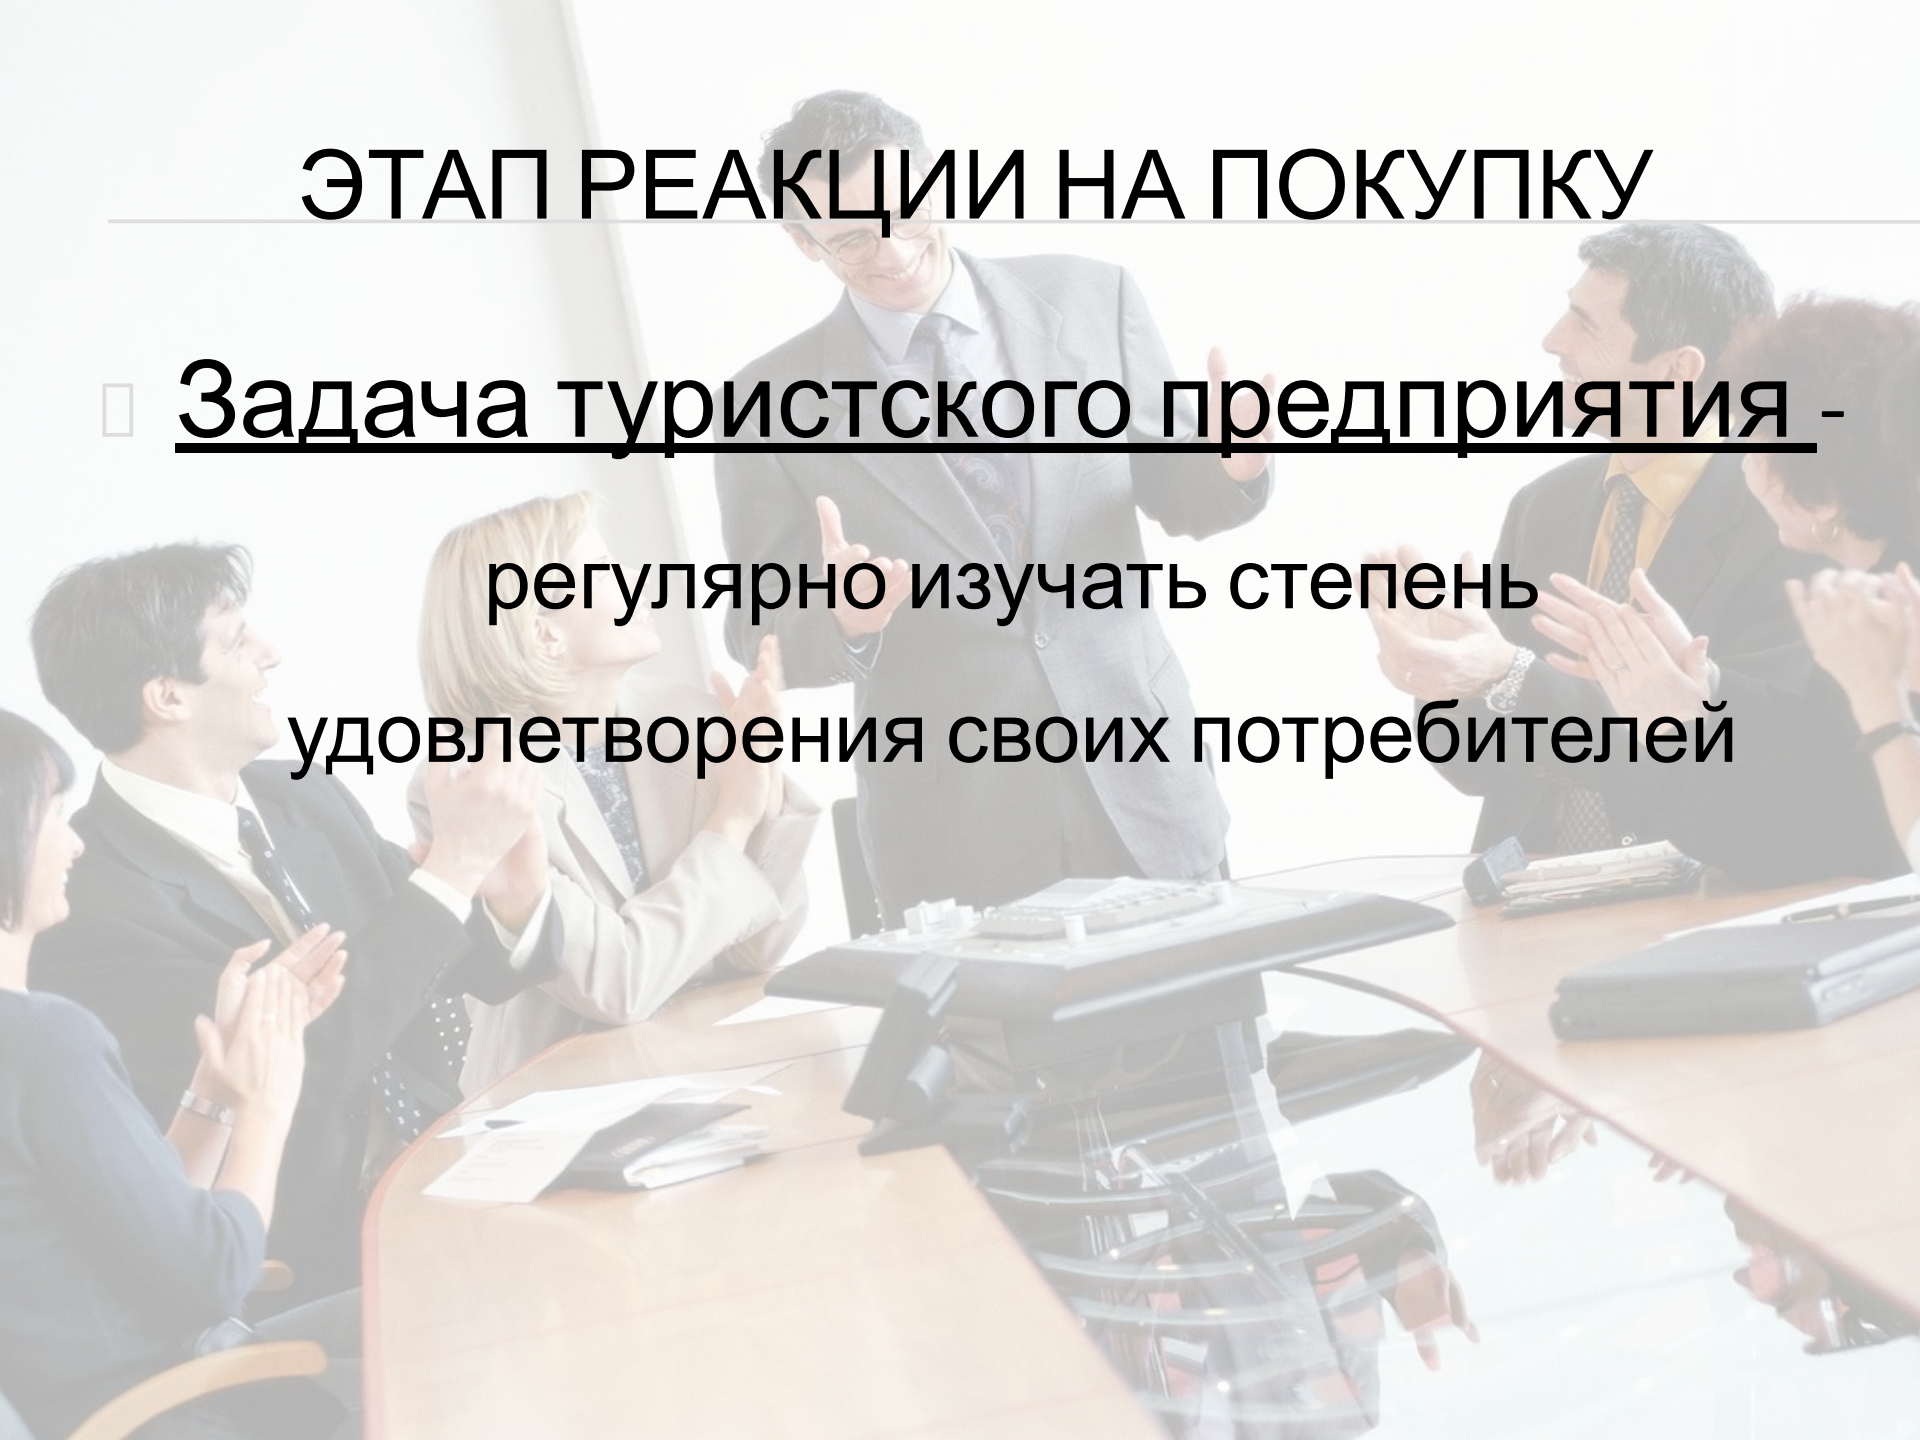 ЭТАП РЕАКЦИИ НА ПОКУПКУ
Задача туристского предприятия -
регулярно изучать степень
удовлетворения своих потребителей